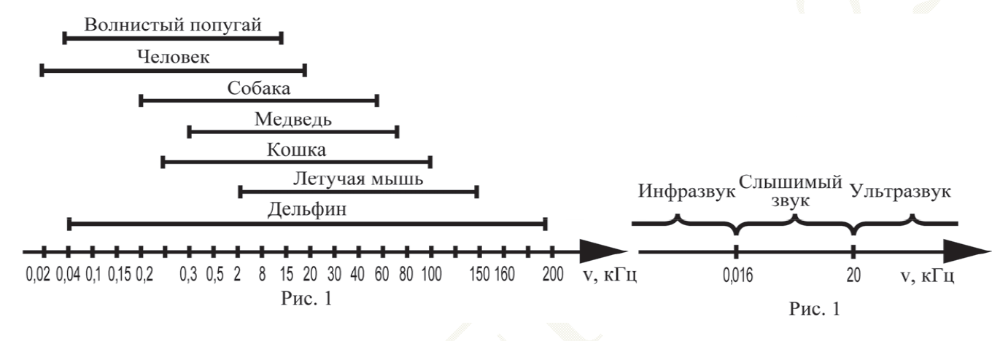 Волнистый попугай
Человек
Собака
Медведь
Кошка
Летучая мышь
Дельфин
0,02 0,04 0,1 0,15 0,2 0,3 0,5 2 8 15 20 30 40 60 80 100 150 160 200 ν, кГц
Рис. 1
Инфразвук Слышимый звук Ультразвук
0,016 20 ν, кГц
Рис. 1